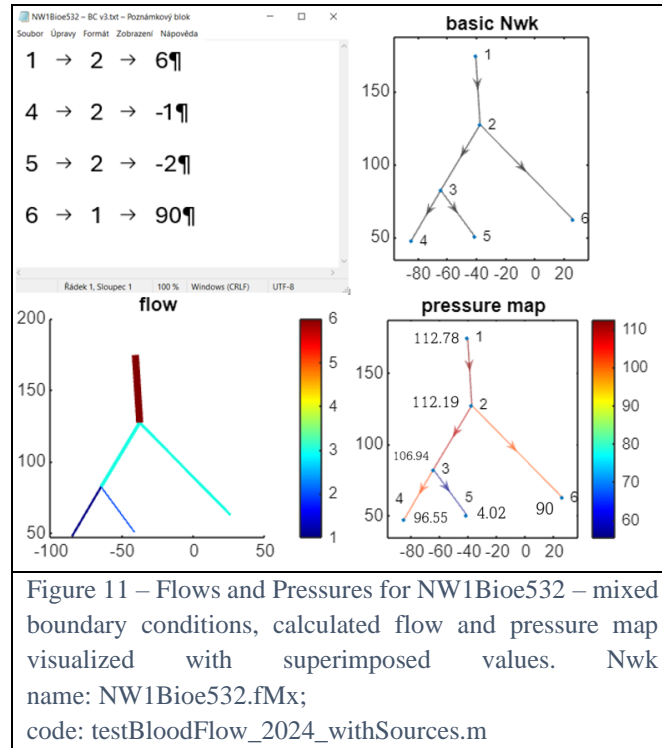 NW1Bioe532 – BC v3.txt – Poznámkový blok
Soubor Úpravy Formát Zobrazení Nápověda
1 → 2 → 6¶
4 → 2 → -1¶
5 → 2 → -2¶
6 → 1 → 90¶
Řádek 1, Sloupec 1 100 % Windows (CRLF) UTF-8
basic Nwk
150
100
50
-80 -60 -40 -20 0 20
1
2
3
4
5
6
flow
200
150
100
50
-100 -50 0 50
6
5
4
3
2
1
pressure map
150
100
50
-80 -60 -40 -20 0 20
112.78 1
112.19 2
106.94 3
4 96.55
5 4.02
6 90
110
100
90
80
70
60
Figure 11 – Flows and Pressures for NW1Bioe532 – mixed
boundary conditions, calculated flow and pressure map
visualized with superimposed values. Nwk
name: NW1Bioe532.fMx;
code: testBloodFlow_2024_withSources.m